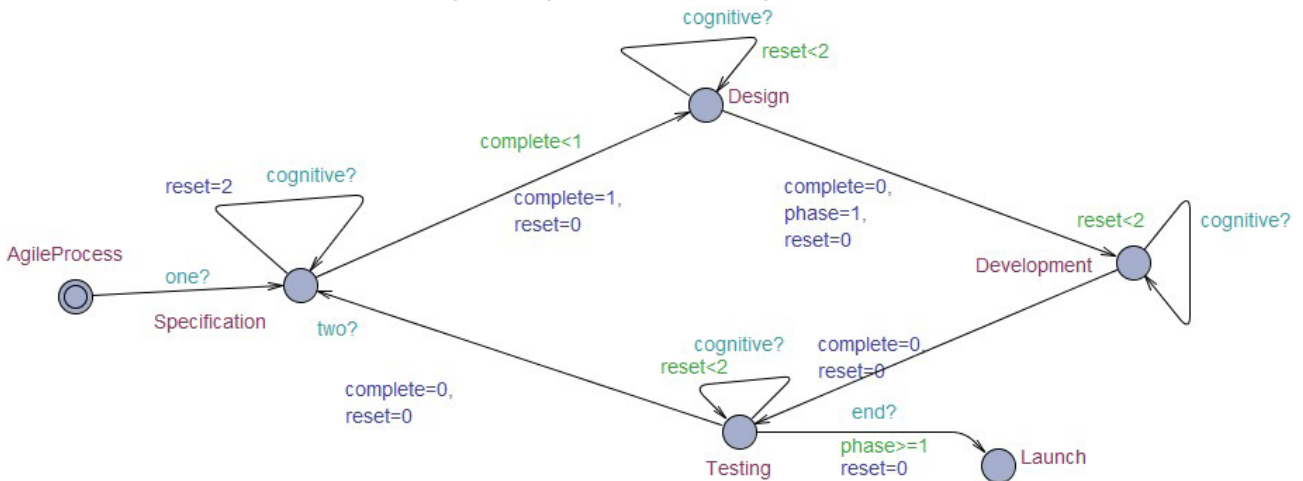 cognitive?
reset<2
Design
complete<1
reset=2
cognitive?
complete=1,
reset=0
complete=0,
phase=1,
reset=0
reset<2
cognitive?
AgileProcess
one?
Specification
Development
two?
cognitive?
reset<2
complete=0,
reset=0
complete=0,
reset=0
end?
phase>=1
reset=0
Testing
Launch